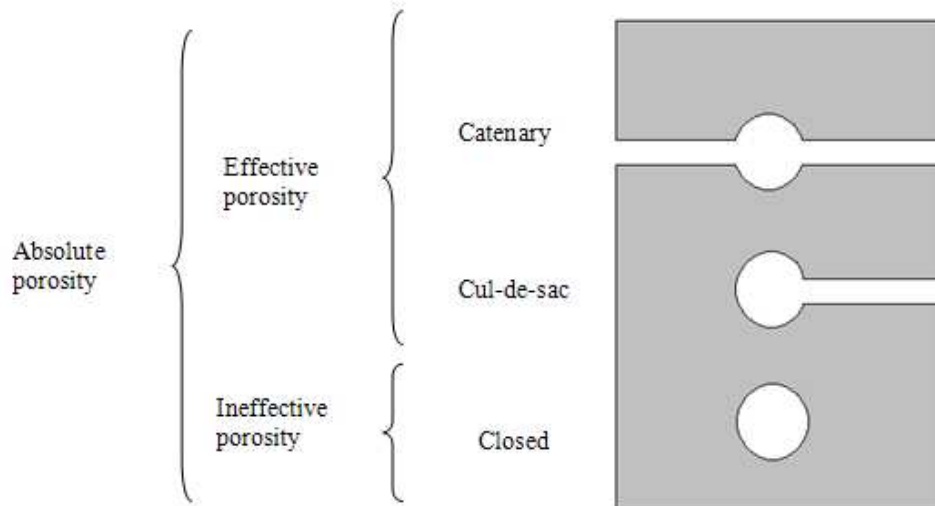 Absolute
porosity
Effective
porosity
Ineffective
porosity
Catenary
Cul-de-sac
Closed